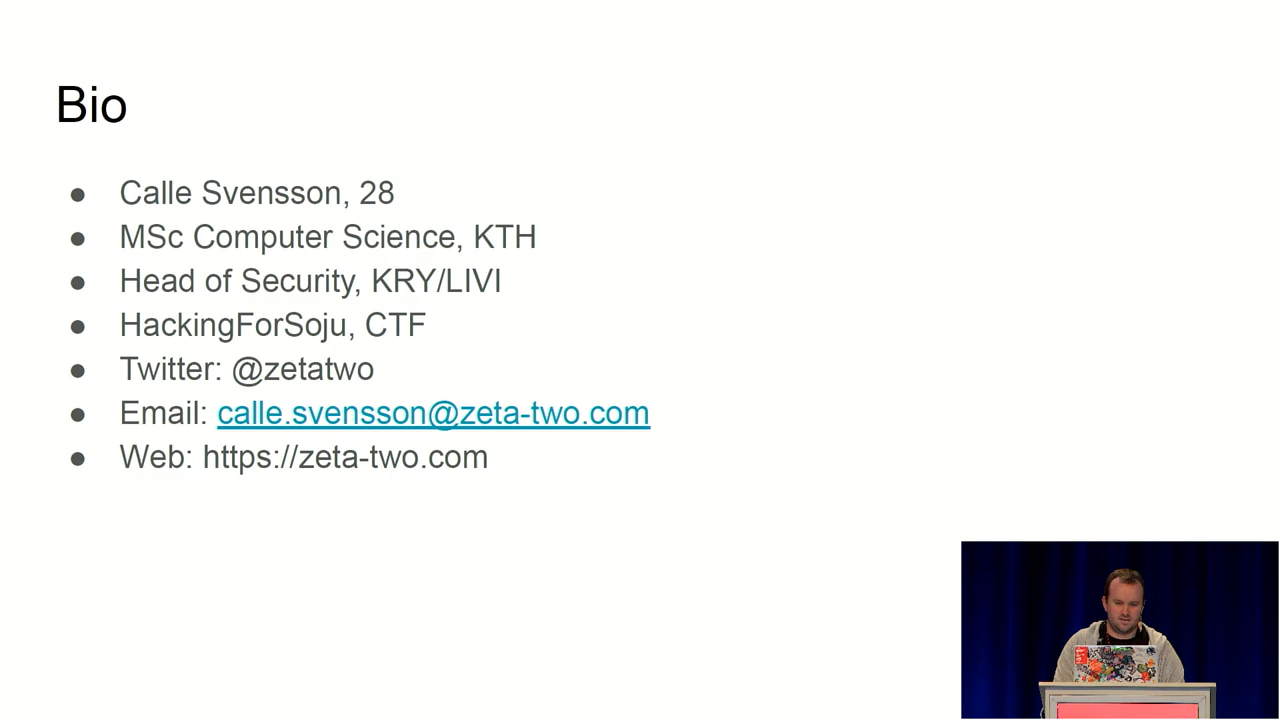 Bio
● Calle Svensson, 28
● MSc Computer Science, KTH
● Head of Security, KRY/LIVI
● HackingForSoju, CTF
● Twitter: @zetatwo
● Email: calle.svensson@zeta-two.com
● Web: https://zeta-two.com